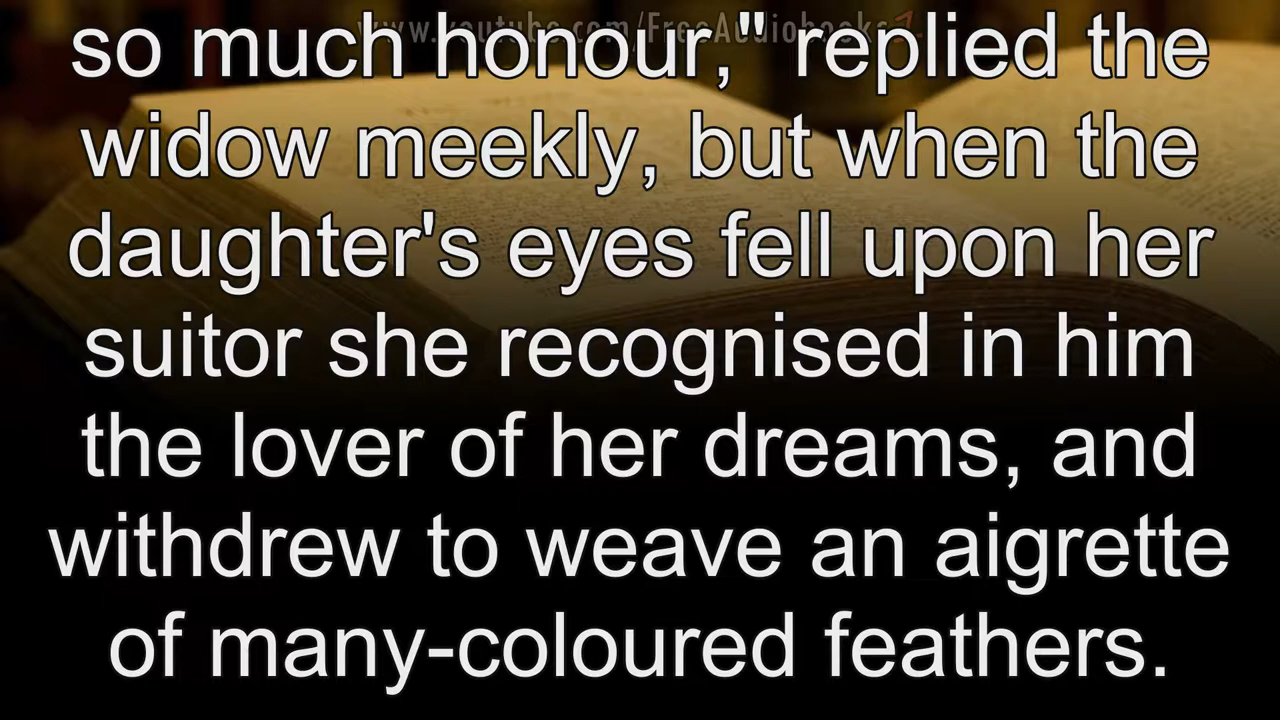 www.youtube.com/FreeAudiobooks
so much honour," replied the
widow meekly, but when the
daughter's eyes fell upon her
suitor she recognised in him
the lover of her dreams, and
withdrew to weave an aigrette
of many-coloured feathers.